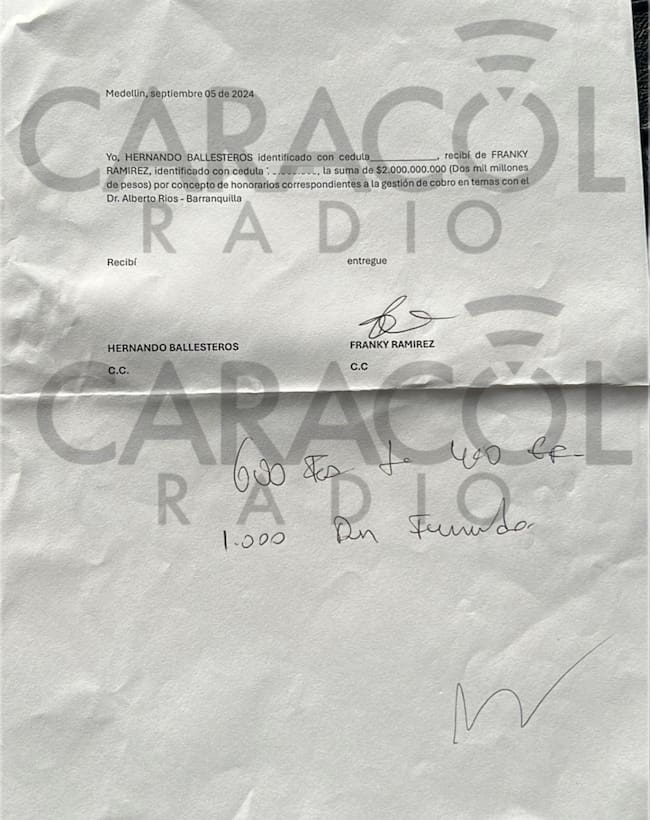 Medellin, septiembre 05 de 2024
Yo, HERNANDO BALLESTEROS identificado con cedula___________, recibí de FRANKY
RAMIREZ, identificado con cedula, la suma de $2.000.000.000 (Dos mil millones
de pesos) por concepto de honorarios correspondientes a la gestión de cobro en temas con el
Dr. Alberto Rios - Barranquilla
Recibí entregue
HERNANDO BALLESTEROS FRANKY RAMIREZ
C.C. C.C
600 400
1.000
CARACOL
RADIO
CARACOL
RADIO